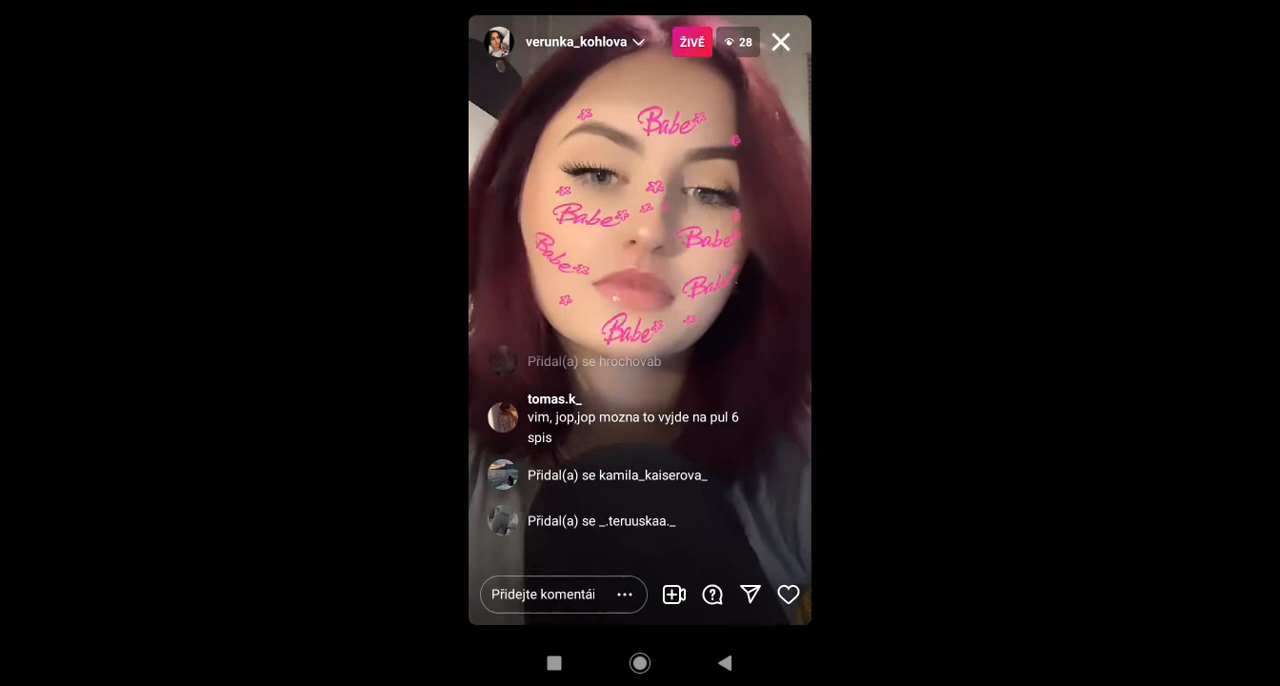 verunka_kohlova
ŽIVĚ
28
Babe
Babe
Babe
Babe
Babe
Babe
Přidal(a) se hrochovab
tomas.k_
vim, jop,jop mozna to vyjde na pul 6
spis
Přidal(a) se kamila_kaiserova_
Přidal(a) se _.teruuskaa._
Přidejte komentá